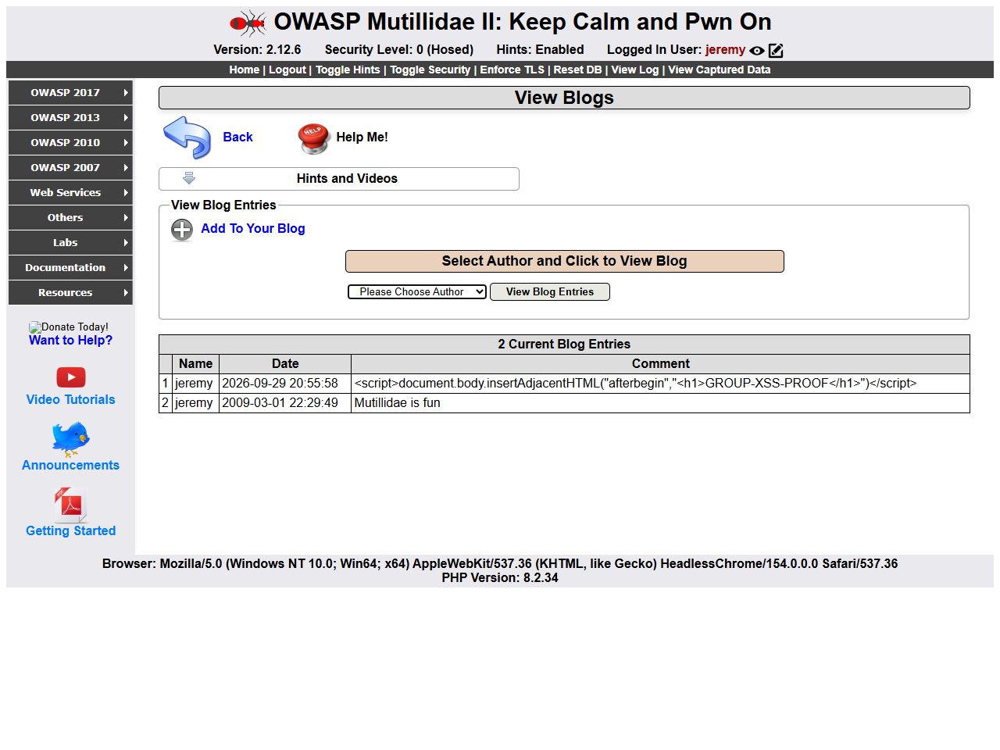 OWASP Mutillidae II: Keep Calm and Pwn On
Version: 2.12.6 Security Level: 0 (Hosed) Hints: Enabled Logged In User: jeremy
Home | Logout | Toggle Hints | Toggle Security | Enforce TLS | Reset DB | View Log | View Captured Data
OWASP 2017
OWASP 2013
OWASP 2010
OWASP 2007
Web Services
Others
Labs
Documentation
Resources
Donate Today!
Want to Help?
Video Tutorials
Announcements
PDF
Getting Started
View Blogs
Back
HELP
Help Me!
Hints and Videos
View Blog Entries
Add To Your Blog
Select Author and Click to View Blog
Please Choose Author View Blog Entries
2 Current Blog Entries
Name Date Comment
1 jeremy 2026-09-29 20:55:58 <script>document.body.insertAdjacentHTML("afterbegin","<h1>GROUP-XSS-PROOF</h1>")</script>
2 jeremy 2009-03-01 22:29:49 Mutillidae is fun
Browser: Mozilla/5.0 (Windows NT 10.0; Win64; x64) AppleWebKit/537.36 (KHTML, like Gecko) HeadlessChrome/154.0.0.0 Safari/537.36
PHP Version: 8.2.34